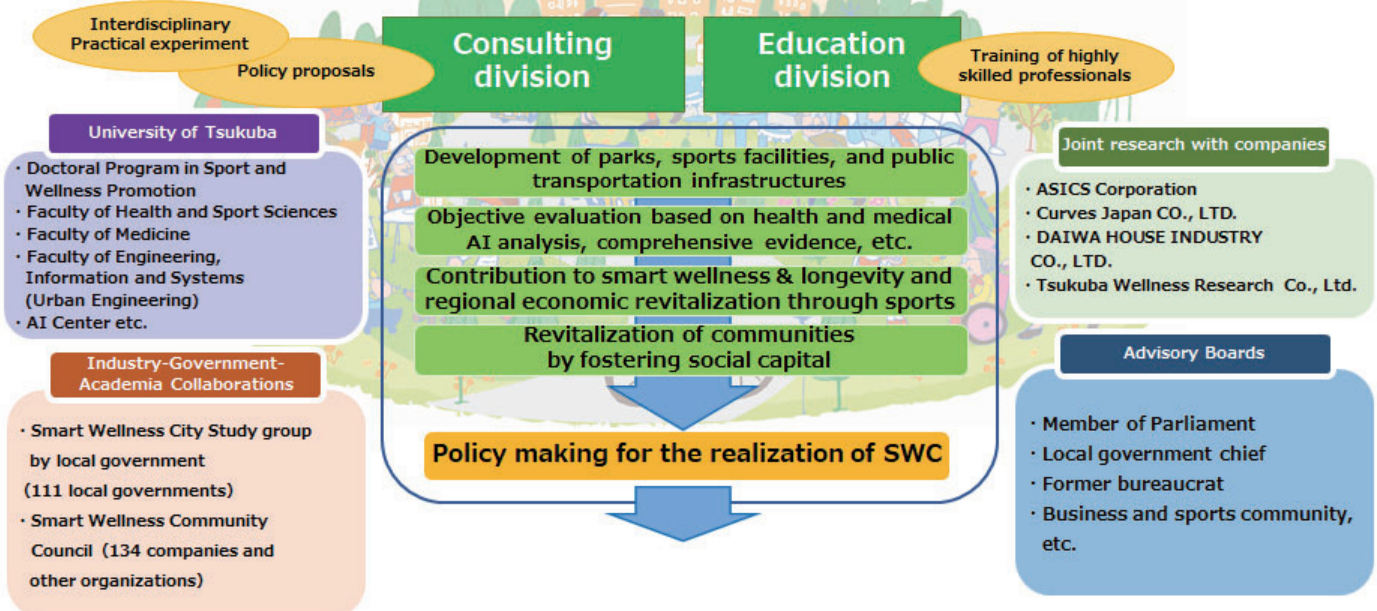 Interdisciplinary
Practical experiment
Policy proposals
Consulting
division
Education
division
Training of highly
skilled professionals
University of Tsukuba
・Doctoral Program in Sport and
Wellness Promotion
・Faculty of Health and Sport Sciences
・Faculty of Medicine
・Faculty of Engineering,
Information and Systems
(Urban Engineering)
・AI Center etc.
Industry-Government-
Academia Collaborations
・Smart Wellness City Study group
by local government
(111 local governments)
・Smart Wellness Community
Council (134 companies and
other organizations)
Development of parks, sports facilities, and public
transportation infrastructures
Objective evaluation based on health and medical
AI analysis, comprehensive evidence, etc.
Contribution to smart wellness & longevity and
regional economic revitalization through sports
Revitalization of communities
by fostering social capital
Policy making for the realization of SWC
Joint research with companies
・ASICS Corporation
・Curves Japan CO., LTD.
・DAIWA HOUSE INDUSTRY
CO., LTD.
・Tsukuba Wellness Research Co., Ltd.
Advisory Boards
・Member of Parliament
・Local government chief
・Former bureaucrat
・Business and sports community,
etc.